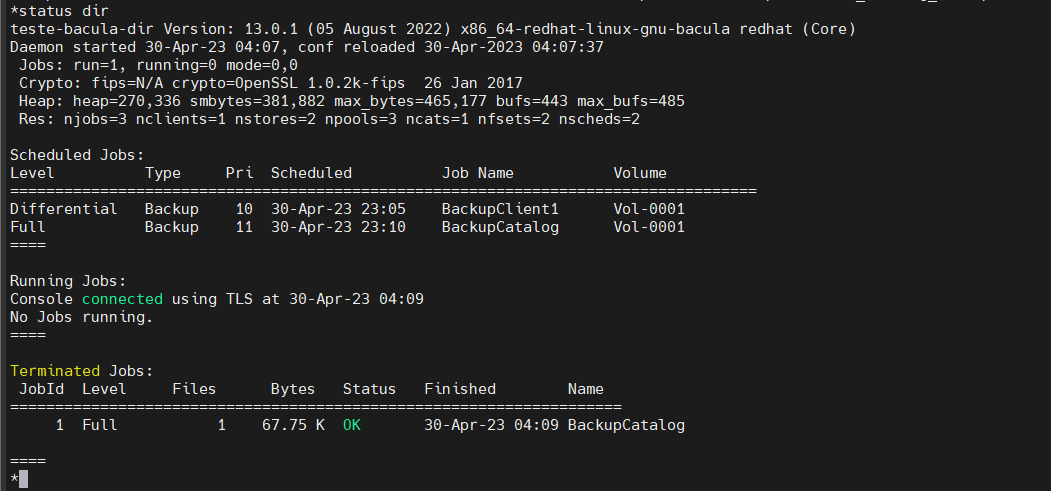 *status dir
teste-bacula-dir Version: 13.0.1 (05 August 2022) x86_64-redhat-linux-gnu-bacula redhat (Core)
Daemon started 30-Apr-23 04:07, conf reloaded 30-Apr-2023 04:07:37
 Jobs: run=1, running=0 mode=0,0
 Crypto: fips=N/A crypto=OpenSSL 1.0.2k-fips  26 Jan 2017
 Heap: heap=270,336 smbytes=381,882 max_bytes=465,177 bufs=443 max_bufs=485
 Res: njobs=3 nclients=1 nstores=2 npools=3 ncats=1 nfsets=2 nscheds=2

Scheduled Jobs:
Level          Type     Pri  Scheduled          Job Name           Volume
===================================================================================
Differential   Backup    10  30-Apr-23 23:05    BackupClient1      Vol-0001
Full           Backup    11  30-Apr-23 23:10    BackupCatalog      Vol-0001
====

Running Jobs:
Console connected using TLS at 30-Apr-23 04:09
No Jobs running.
====

Terminated Jobs:
 JobId  Level      Files      Bytes   Status   Finished        Name
====================================================================
     1  Full           1    67.75 K  OK       30-Apr-23 04:09 BackupCatalog

====
*